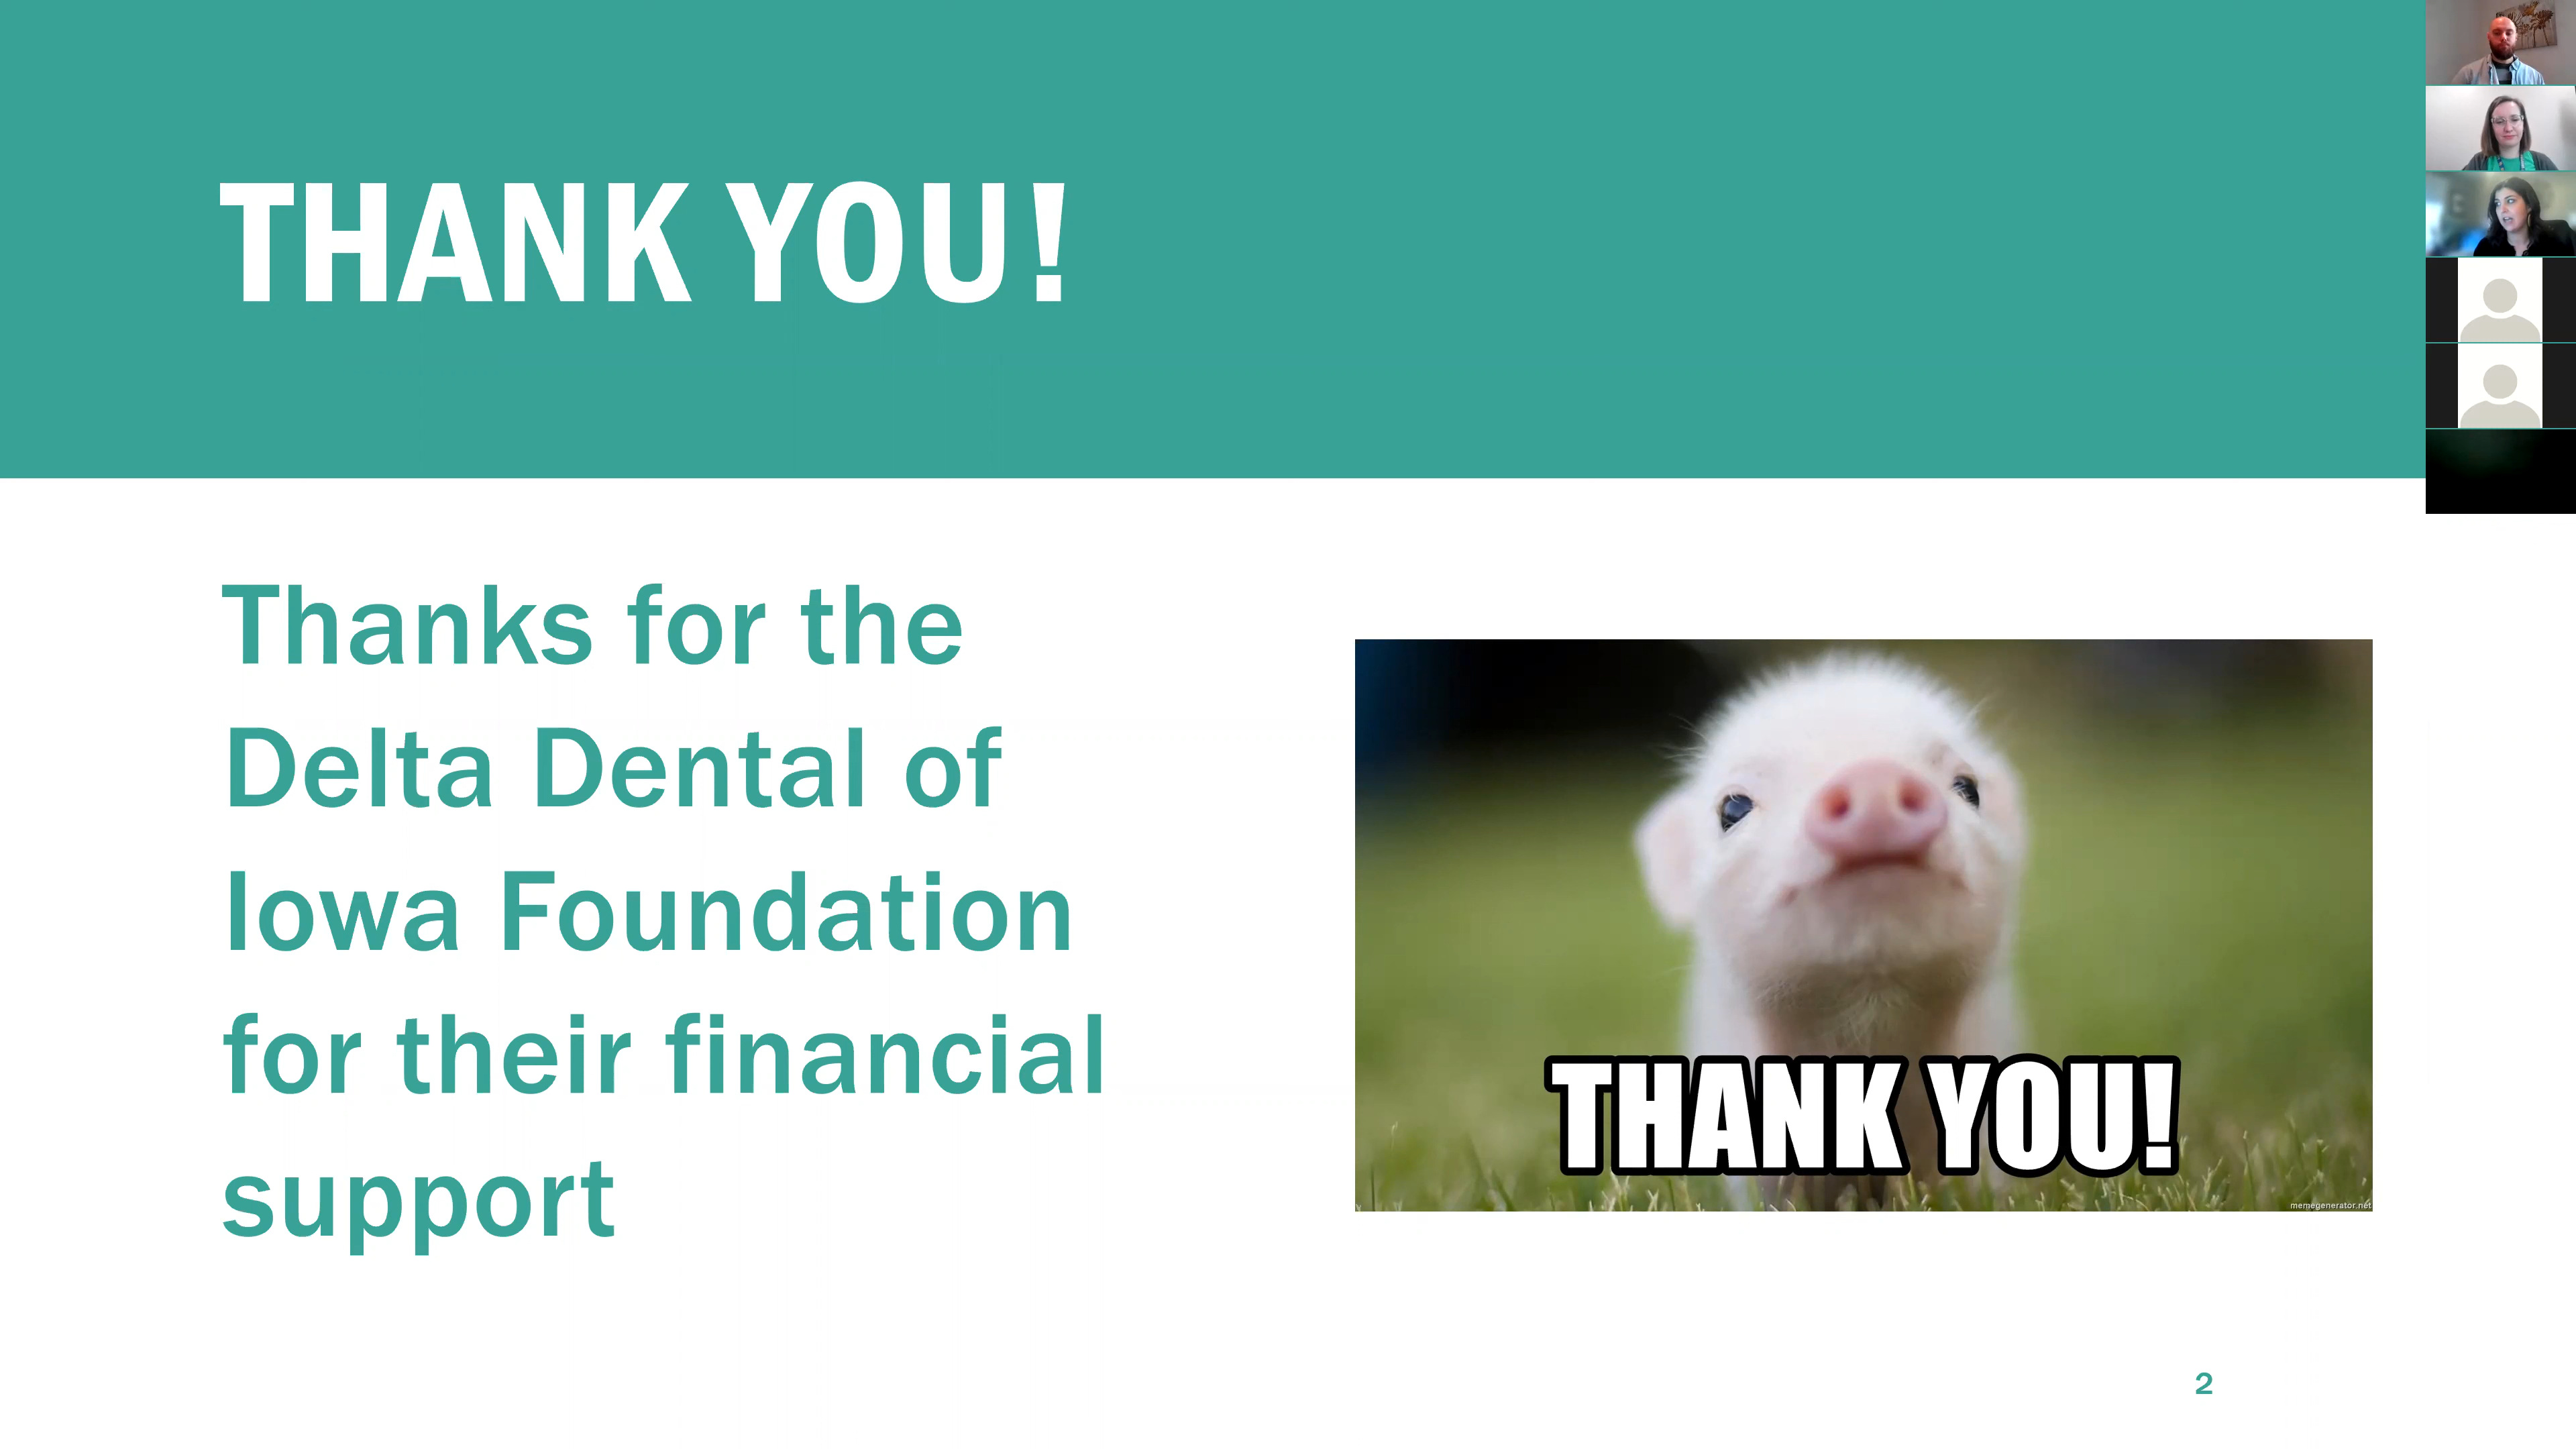 THANK YOU!
Thanks for the
Delta Dental of
Iowa Foundation
for their financial
support
THANK YOU!
memegenerator.net
2